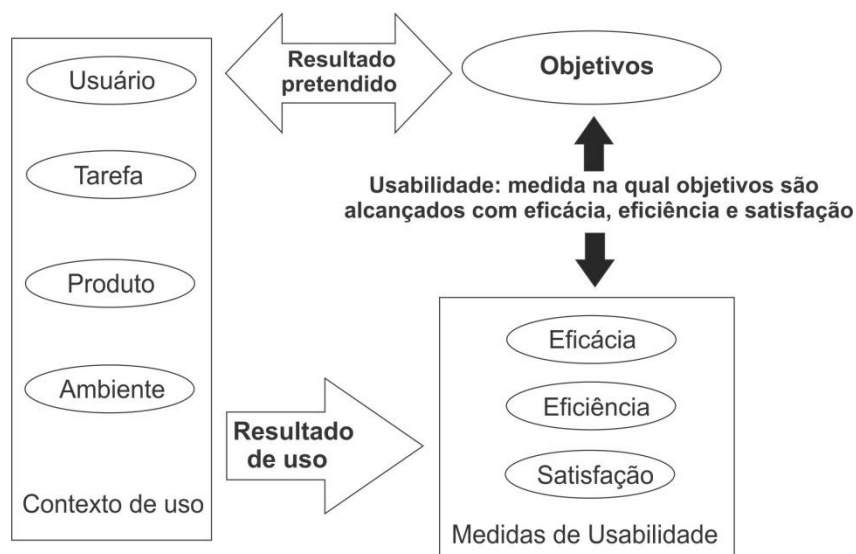 Usuário
Tarefa
Produto
Ambiente
Contexto de uso
Resultado
pretendido
Objetivos
Usabilidade: medida na qual objetivos são
alcançados com eficácia, eficiência e satisfação
Resultado
de uso
Eficácia
Eficiência
Satisfação
Medidas de Usabilidade